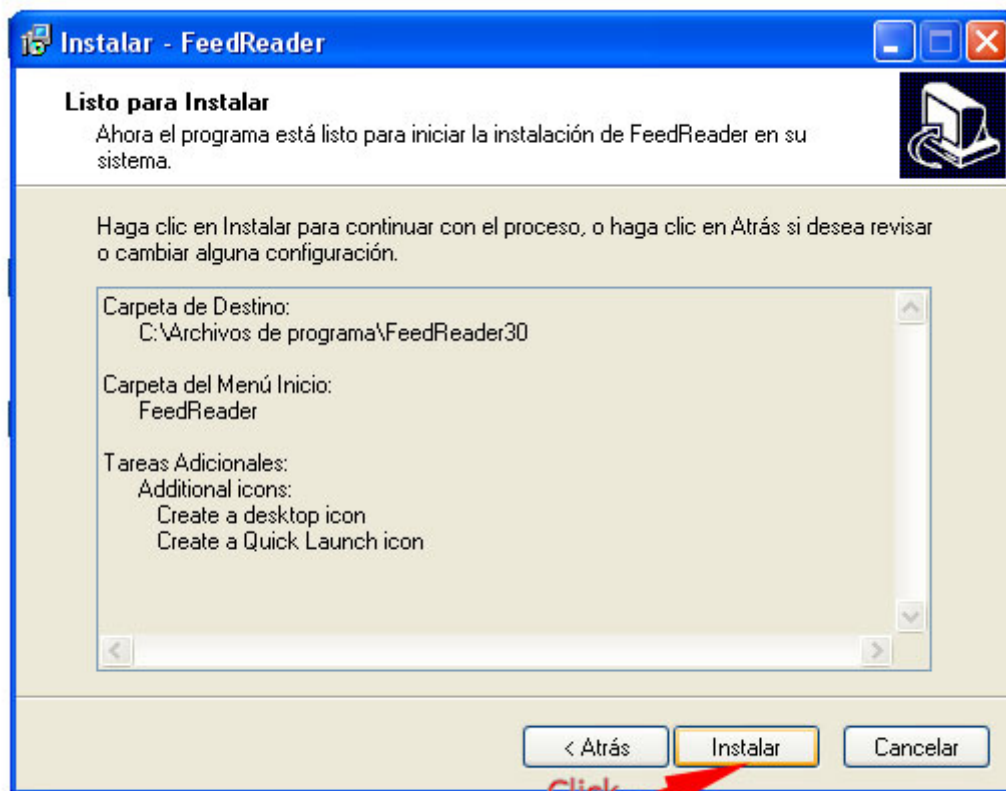 Instalar - FeedReader
Listo para Instalar
Ahora el programa está listo para iniciar la instalación de FeedReader en su
sistema.
Haga clic en Instalar para continuar con el proceso, o haga clic en Atrás si desea revisar
o cambiar alguna configuración.
Carpeta de Destino:
C:\Archivos de programa\FeedReader30
Carpeta del Menú Inicio:
FeedReader
Tareas Adicionales:
Additional icons:
Create a desktop icon
Create a Quick Launch icon
< Atrás Instalar Cancelar
Click